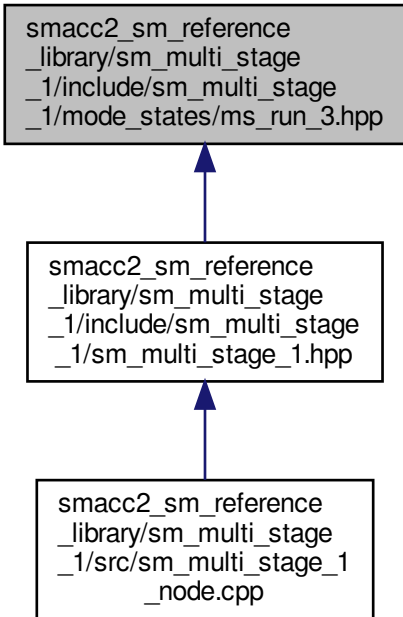 smacc2_sm_reference
_library/sm_multi_stage
_1/include/sm_multi_stage
_1/mode_states/ms_run_3.hpp
smacc2_sm_reference
_library/sm_multi_stage
_1/include/sm_multi_stage
_1/sm_multi_stage_1.hpp
smacc2_sm_reference
_library/sm_multi_stage
_1/src/sm_multi_stage_1
_node.cpp